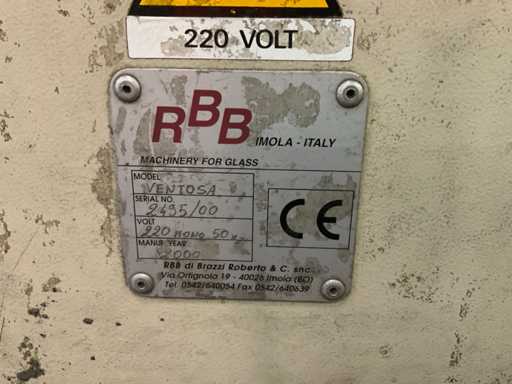 220 VOLT
RBB IMOLA - ITALY
MACHINERY FOR GLASS
MODEL
VENTOSA
SERIAL NO.
2495/00
VOLT
220 MONO 50
MANUF. YEAR
2000
CE
RBB di Brazzi Roberto & C. snc
Via Ortignola 19 - 40026 Imola (BO)
Tel. 0542/640054 Fax 0542/640639